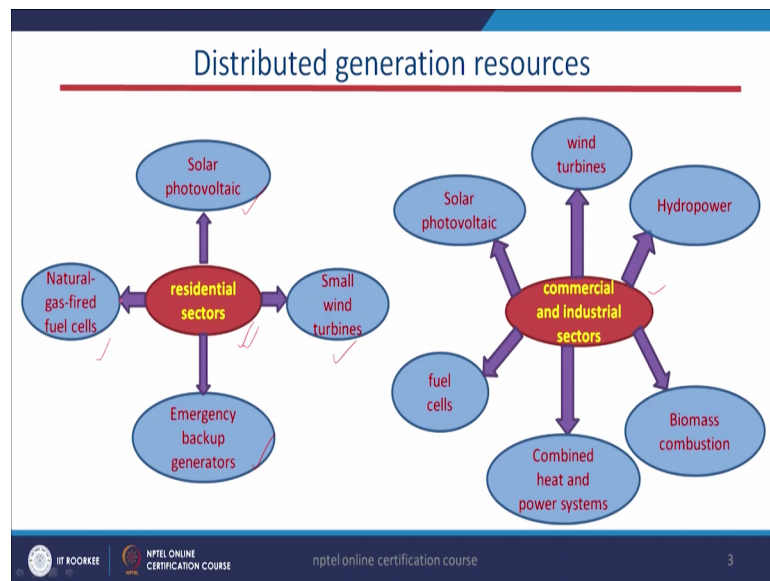 Distributed generation resources
Solar
photovoltaic
Natural-
gas-fired
fuel cells
residential
sectors
Small
wind
turbines
Emergency
backup
generators
wind
turbines
Solar
photovoltaic
Hydropower
commercial
and industrial
sectors
fuel
cells
Biomass
combustion
Combined
heat and
power systems
IIT ROORKEE
NPTEL ONLINE
CERTIFICATION COURSE
nptel online certification course
3